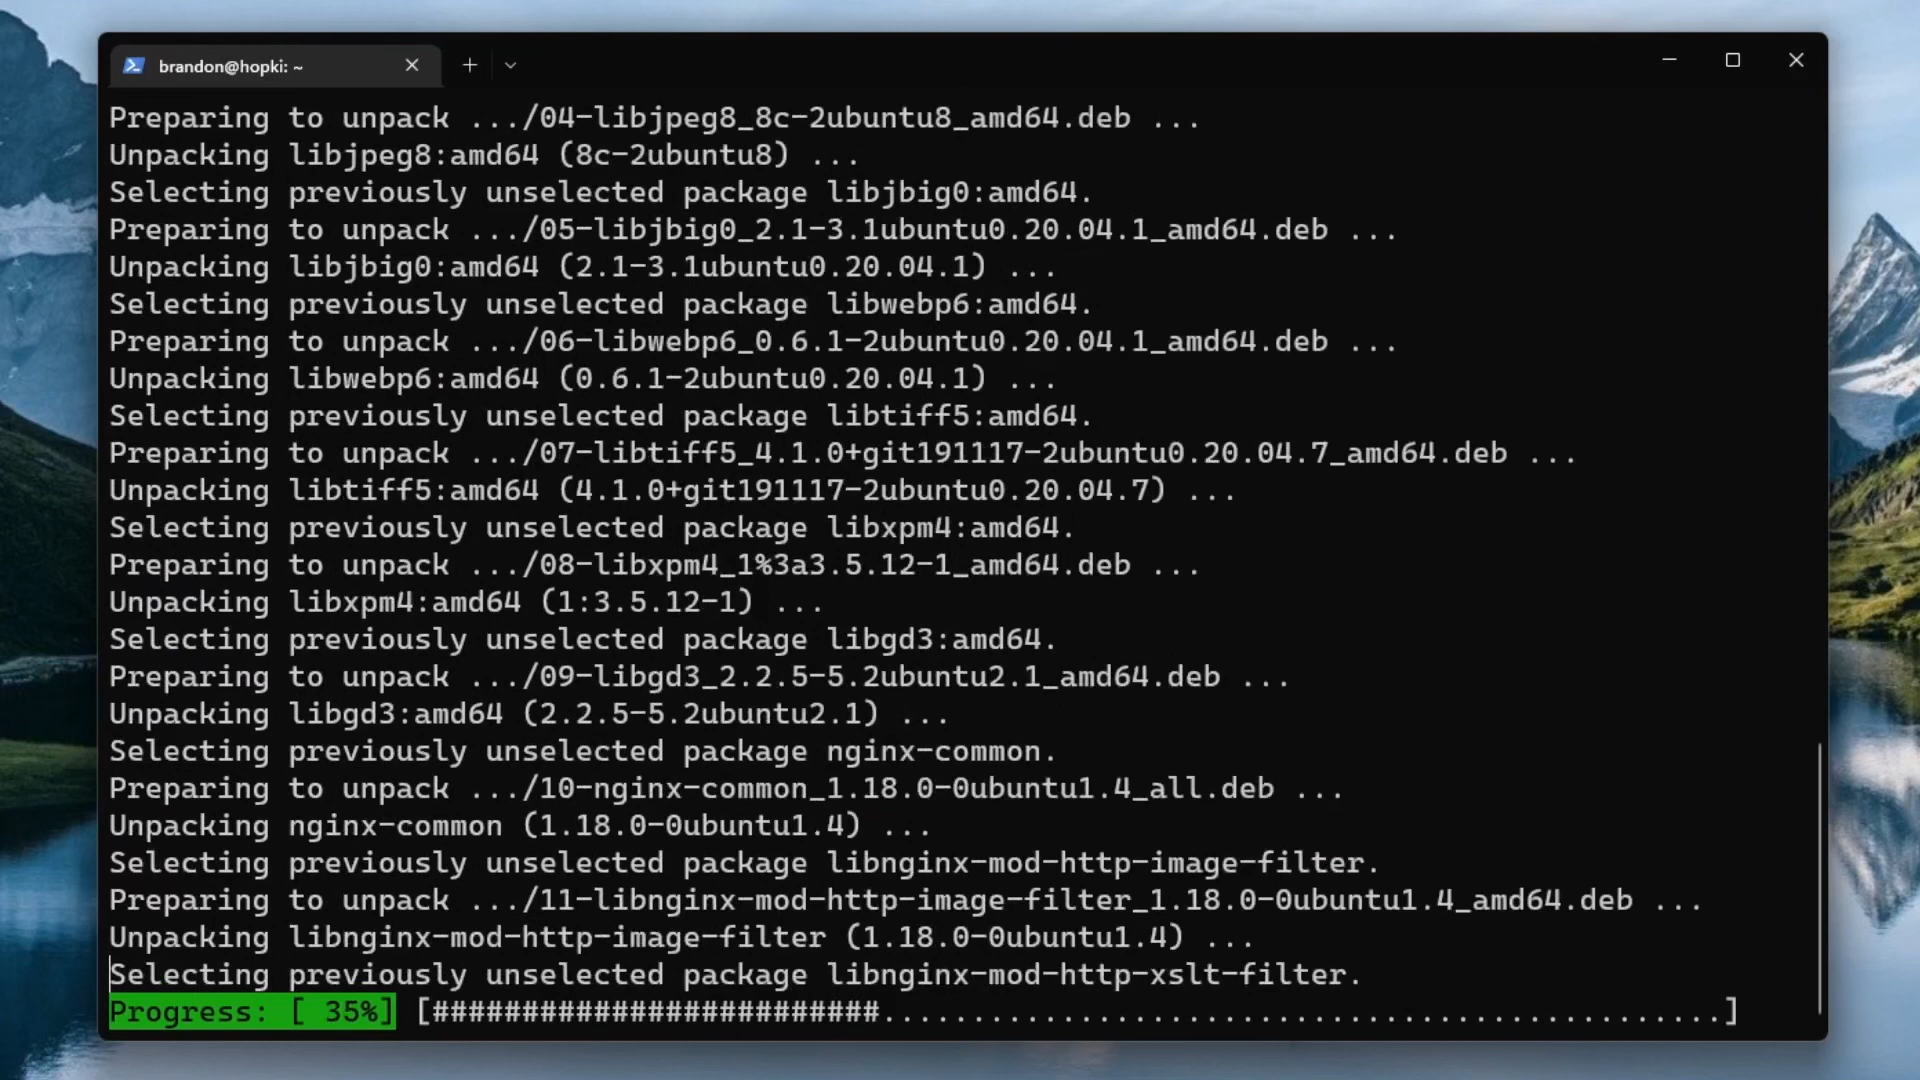 brandon@hopki: ~
Preparing to unpack .../04-libjpeg8_8c-2ubuntu8_amd64.deb ...
Unpacking libjpeg8:amd64 (8c-2ubuntu8) ...
Selecting previously unselected package libjbig0:amd64.
Preparing to unpack .../05-libjbig0_2.1-3.1ubuntu0.20.04.1_amd64.deb ...
Unpacking libjbig0:amd64 (2.1-3.1ubuntu0.20.04.1) ...
Selecting previously unselected package libwebp6:amd64.
Preparing to unpack .../06-libwebp6_0.6.1-2ubuntu0.20.04.1_amd64.deb ...
Unpacking libwebp6:amd64 (0.6.1-2ubuntu0.20.04.1) ...
Selecting previously unselected package libtiff5:amd64.
Preparing to unpack .../07-libtiff5_4.1.0+git191117-2ubuntu0.20.04.7_amd64.deb ...
Unpacking libtiff5:amd64 (4.1.0+git191117-2ubuntu0.20.04.7) ...
Selecting previously unselected package libxpm4:amd64.
Preparing to unpack .../08-libxpm4_1%3a3.5.12-1_amd64.deb ...
Unpacking libxpm4:amd64 (1:3.5.12-1) ...
Selecting previously unselected package libgd3:amd64.
Preparing to unpack .../09-libgd3_2.2.5-5.2ubuntu2.1_amd64.deb ...
Unpacking libgd3:amd64 (2.2.5-5.2ubuntu2.1) ...
Selecting previously unselected package nginx-common.
Preparing to unpack .../10-nginx-common_1.18.0-0ubuntu1.4_all.deb ...
Unpacking nginx-common (1.18.0-0ubuntu1.4) ...
Selecting previously unselected package libnginx-mod-http-image-filter.
Preparing to unpack .../11-libnginx-mod-http-image-filter_1.18.0-0ubuntu1.4_amd64.deb ...
Unpacking libnginx-mod-http-image-filter (1.18.0-0ubuntu1.4) ...
Selecting previously unselected package libnginx-mod-http-xslt-filter.
Progress: [ 35%] [#########################...............................................]